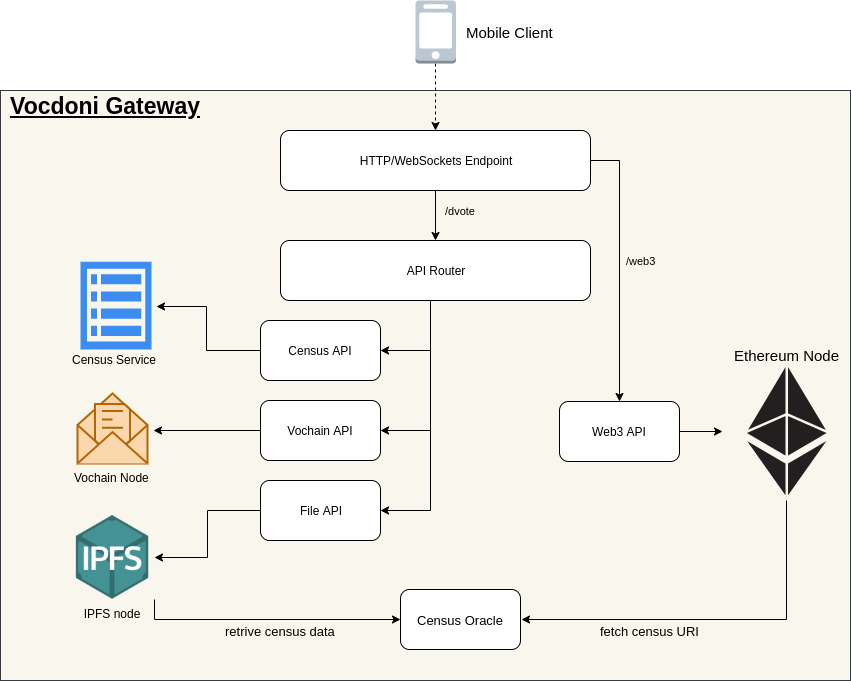 Mobile Client
Vocdoni Gateway
HTTP/WebSockets Endpoint
/dvote
API Router
/web3
Census API
Census Service
Ethereum Node
Vochain API
Web3 API
Vochain Node
File API
IPFS
IPFS node
Census Oracle
retrive census data
fetch census URI